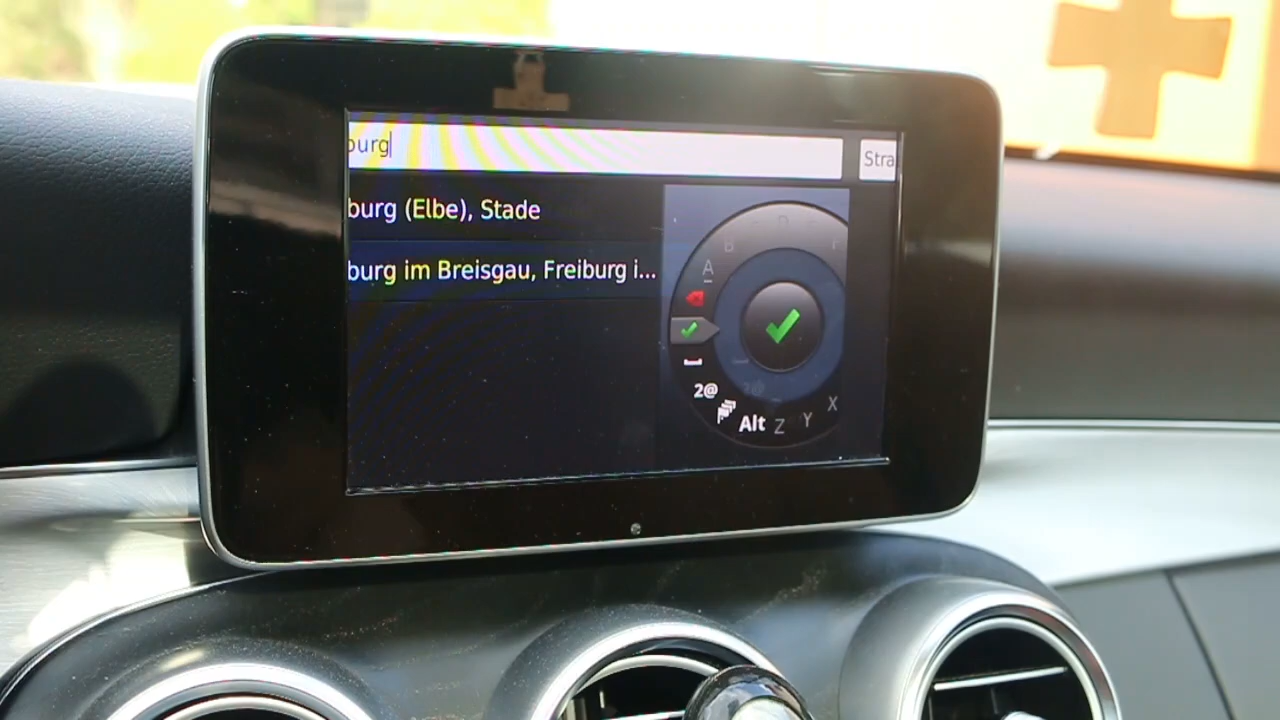 burg
Stra
burg (Elbe), Stade
burg im Breisgau, Freiburg i...
D
B
F
A
2@
Alt
Z
Y
X